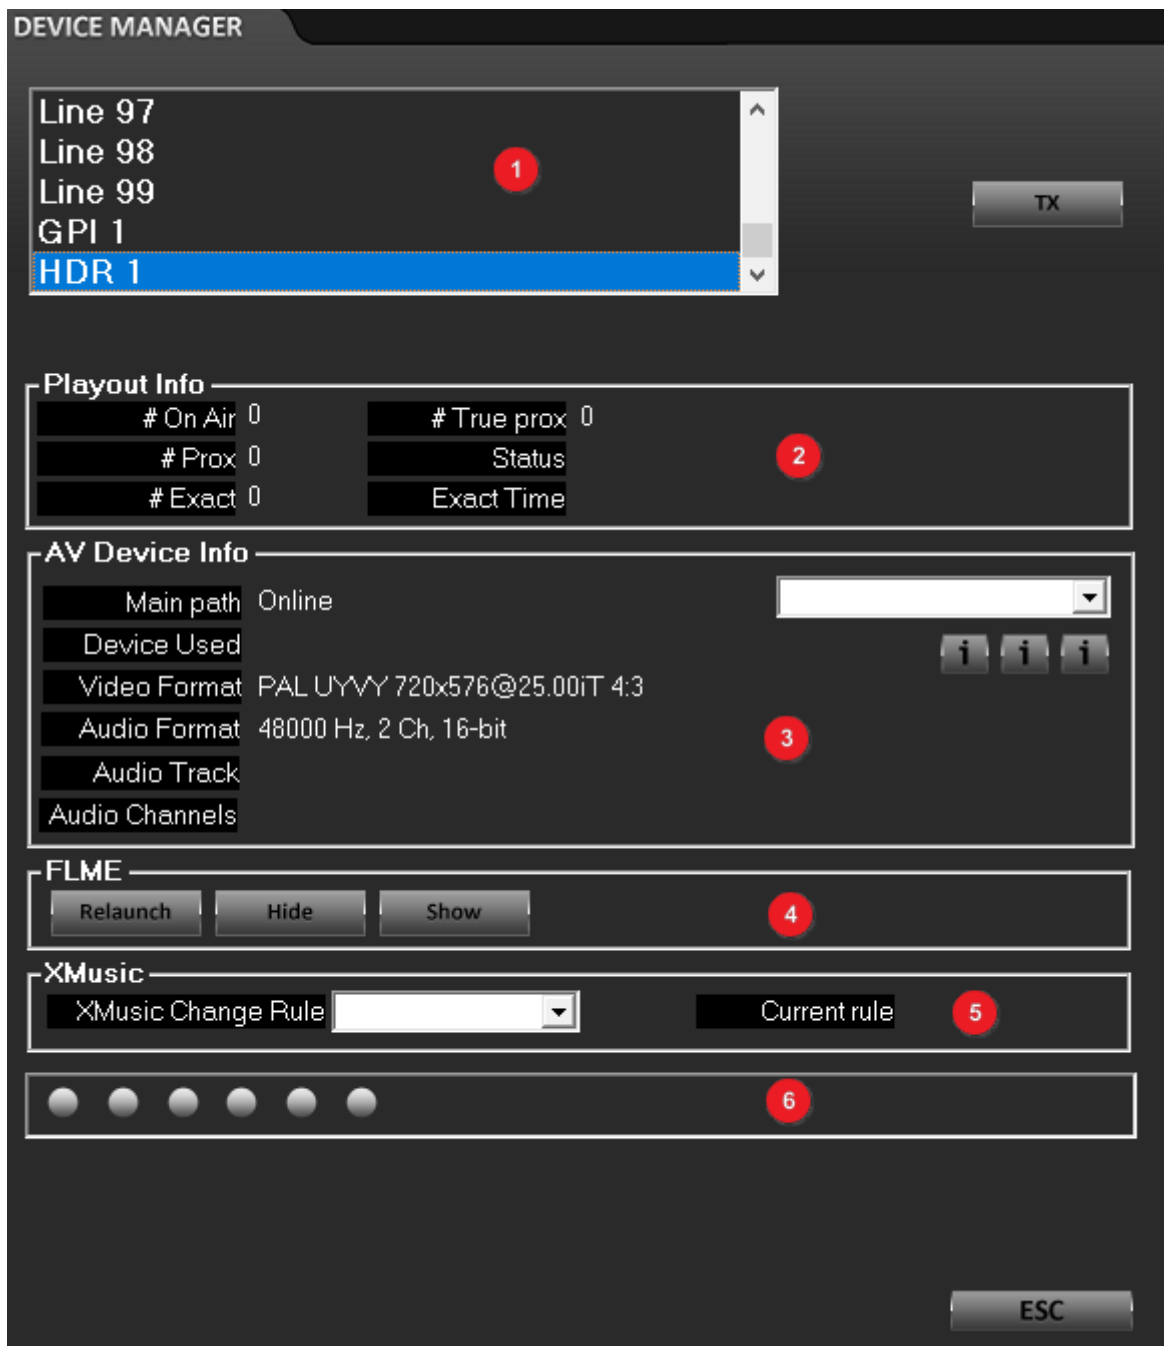 DEVICE MANAGER
Line 97
Line 98
1
Line 99
TX
GPI 1
HDR 1
Playout Info
# On Air 0 # True prox 0
# Prox 0 Status 2
# Exact 0 Exact Time
AV Device Info
Main path Online
Device Used i i i
Video Format PAL UYVY 720x576@25.00iT 4:3
Audio Format 48000 Hz, 2 Ch, 16-bit 3
Audio Track
Audio Channels
FLME
Relaunch Hide Show 4
XMusic
XMusic Change Rule Current rule 5
6
ESC